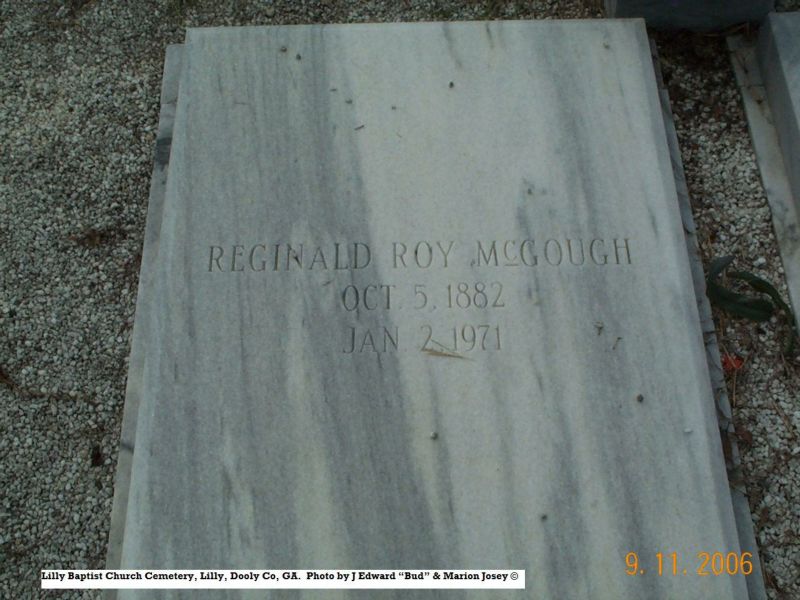 REGINALD ROY McGOUGH
OCT. 5, 1882
JAN. 2, 1971
9.11.2006
Lilly Baptist Church Cemetery, Lilly, Dooly Co, GA. Photo by J Edward “Bud” & Marion Josey ©